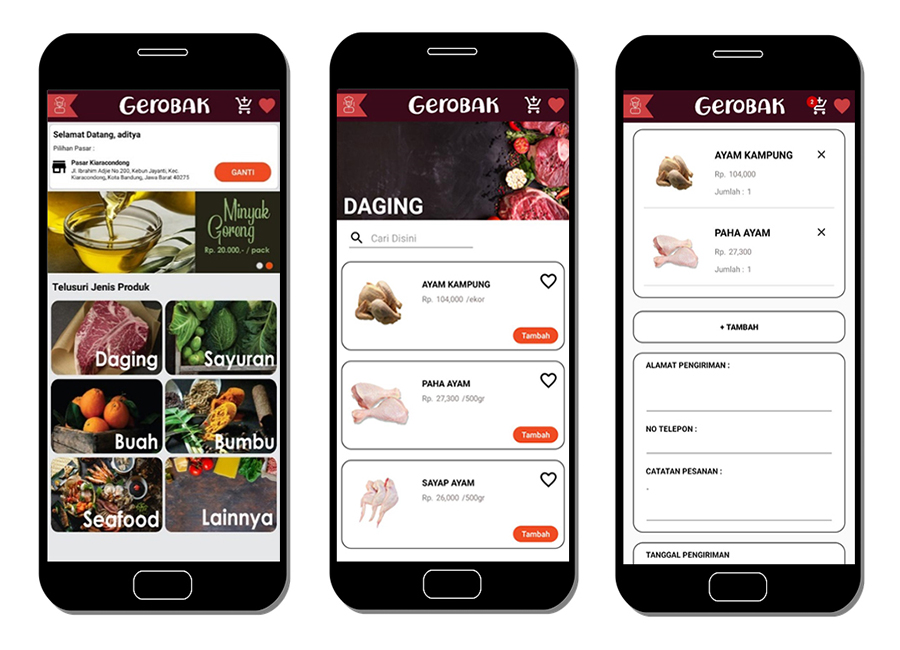 GEROBAK
Selamat Datang, aditya
Pilihan Pasar :
Pasar Kiaracondong
Jl. Ibrahim Adjie No.200, Kebun Jayanti, Kec.
Kiaracondong, Kota Bandung, Jawa Barat 40275
GANTI
Minyak
Goreng
Rp. 20.000.- / pack
Telusuri Jenis Produk
Daging
Sayuran
Buah
Bumbu
Seafood
Lainnya
GEROBAK
DAGING
Cari Disini
AYAM KAMPUNG
Rp. 104,000 /ekor
Tambah
PAHA AYAM
Rp. 27,300 /500gr
Tambah
SAYAP AYAM
Rp. 26,000 /500gr
Tambah
GEROBAK
2
AYAM KAMPUNG
Rp. 104,000
Jumlah : 1
PAHA AYAM
Rp. 27,300
Jumlah : 1
+ TAMBAH
ALAMAT PENGIRIMAN :
NO TELEPON :
CATATAN PESANAN :
-
TANGGAL PENGIRIMAN